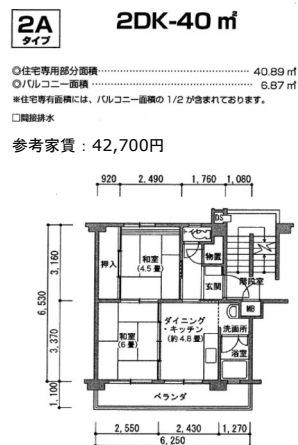 2A
タイプ
2DK-40㎡
◎住宅専用部分面積 40.89㎡
◎バルコニー面積 6.87㎡
※住宅専有面積には、バルコニー面積の1/2が含まれております。
□間接排水
参考家賃：42,700円
920 2,490 1,760 1,080
トイレ
DS
押入
和室
(4.5畳)
物置
玄関
階段室
3,160
6,530
MB
ダイニング
・キッチン
(約4.8畳)
洗面所
和室
(6畳)
浴室
3,370
ベランダ
1,100
2,550 2,430 1,270
6,250